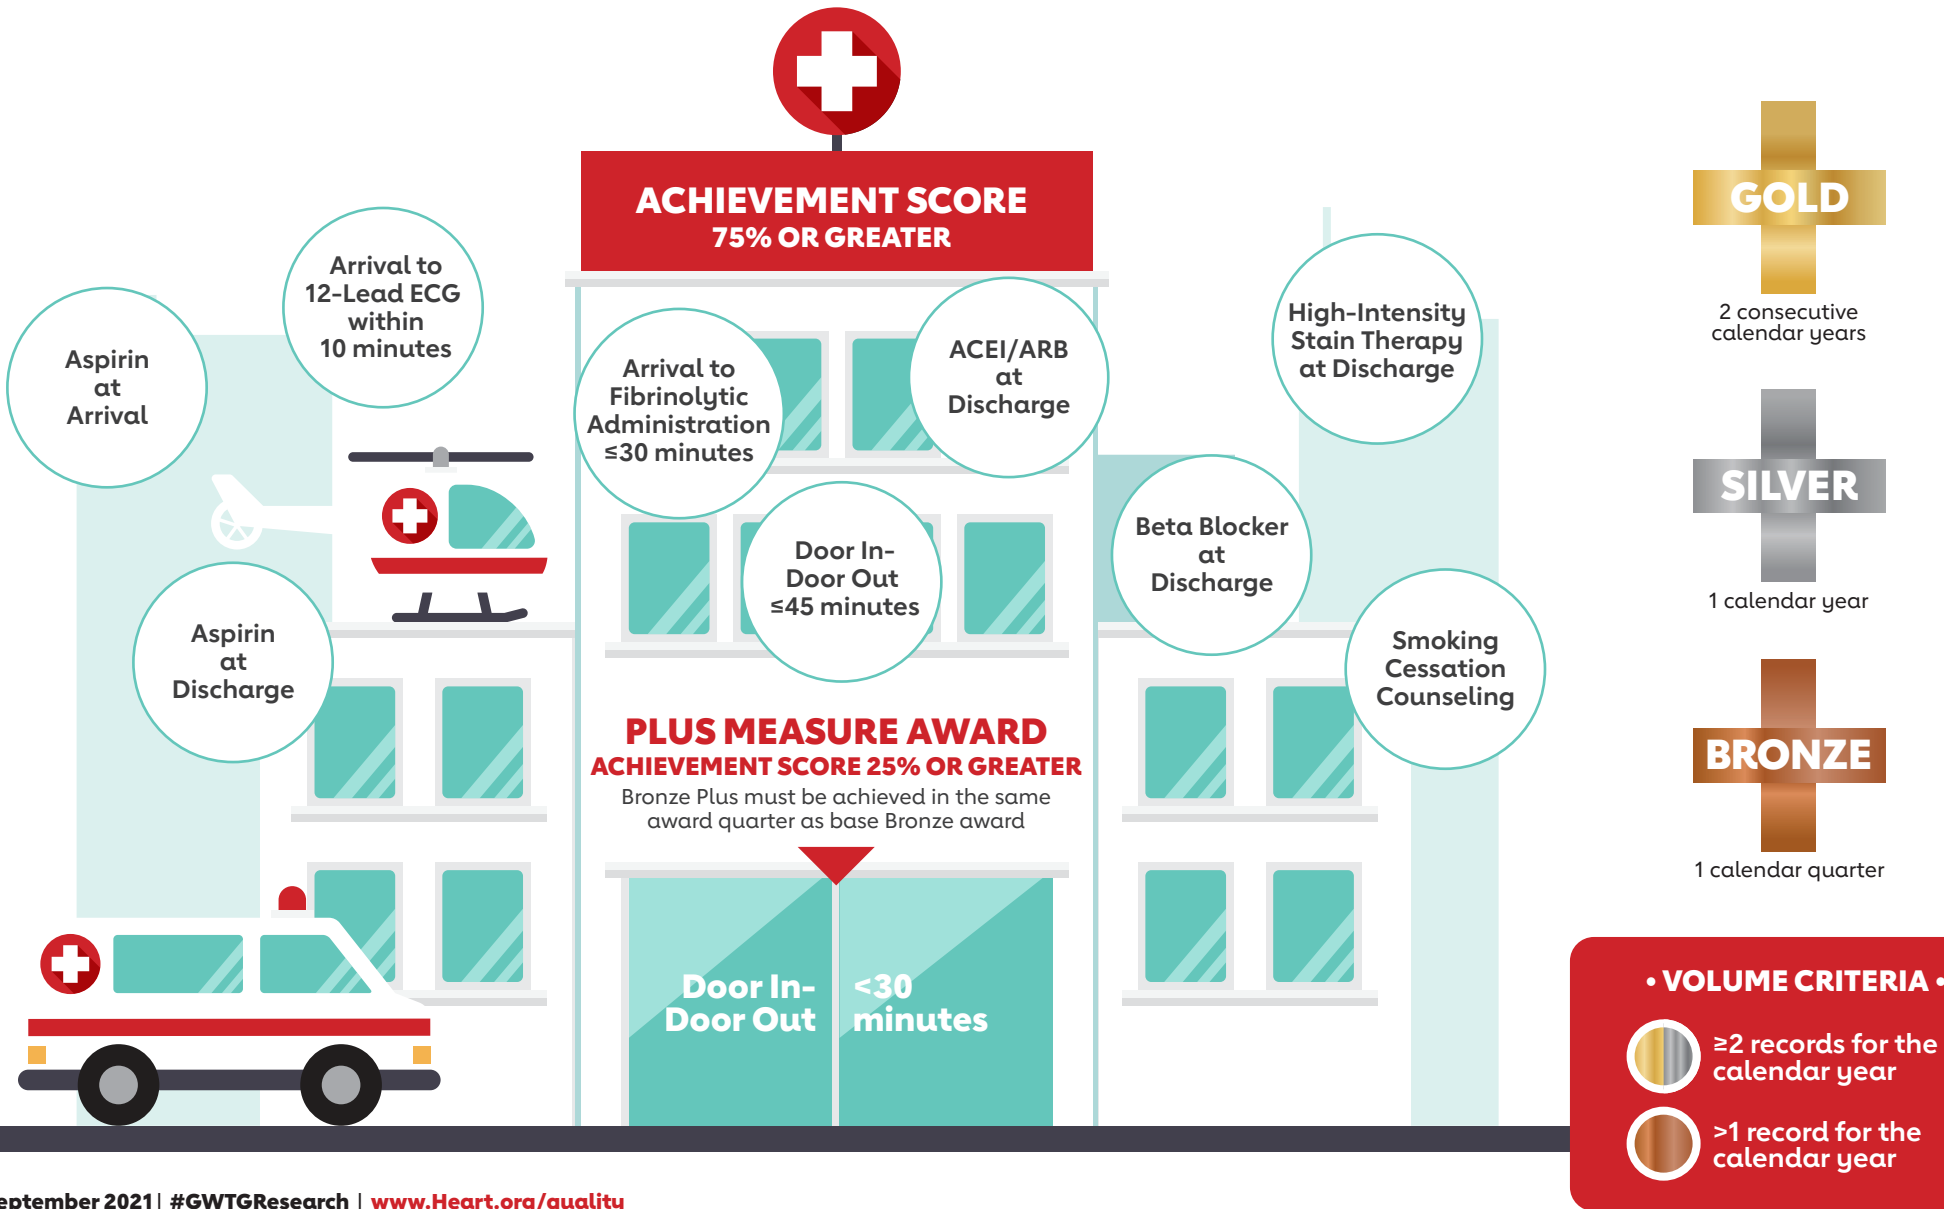 ACHIEVEMENT SCORE
75% OR GREATER
Aspirin
at
Arrival
Arrival to
12-Lead ECG
within
10 minutes
Arrival to
Fibrinolytic
Administration
≤30 minutes
ACEI/ARB
at
Discharge
High-Intensity
Stain Therapy
at Discharge
Aspirin
at
Discharge
Door In-
Door Out
≤45 minutes
Beta Blocker
at
Discharge
Smoking
Cessation
Counseling
PLUS MEASURE AWARD
ACHIEVEMENT SCORE 25% OR GREATER
Bronze Plus must be achieved in the same
award quarter as base Bronze award
Door In-
Door Out
<30
minutes
GOLD
2 consecutive
calendar years
SILVER
1 calendar year
BRONZE
1 calendar quarter
• VOLUME CRITERIA •
≥2 records for the
calendar year
>1 record for the
calendar year
eptember 2021 | #GWTGResearch | www.Heart.org/quality